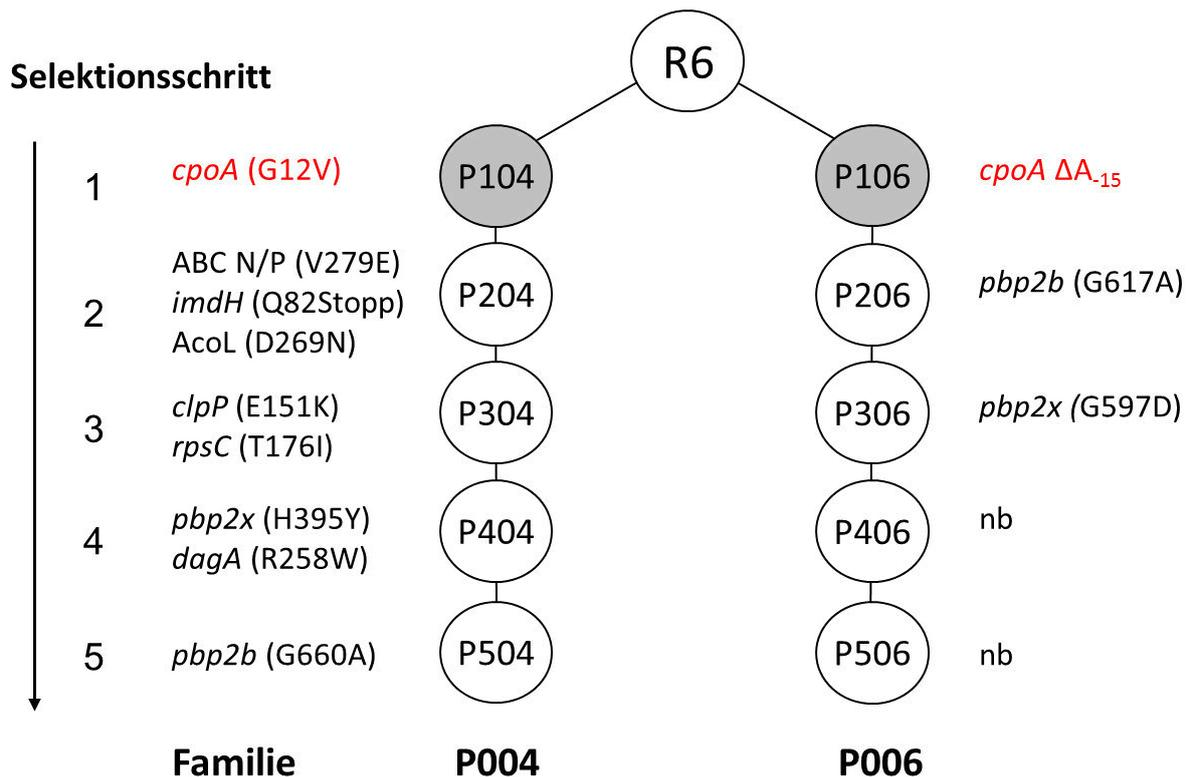 R6
Selektionsschritt
1
cpoA (G12V)
P104
P106
cpoA ΔA-15
2
ABC N/P (V279E)
imdH (Q82Stopp)
AcoL (D269N)
P204
P206
pbp2b (G617A)
3
clpP (E151K)
rpsC (T176I)
P304
P306
pbp2x (G597D)
4
pbp2x (H395Y)
dagA (R258W)
P404
P406
nb
5
pbp2b (G660A)
P504
P506
nb
Familie
P004
P006